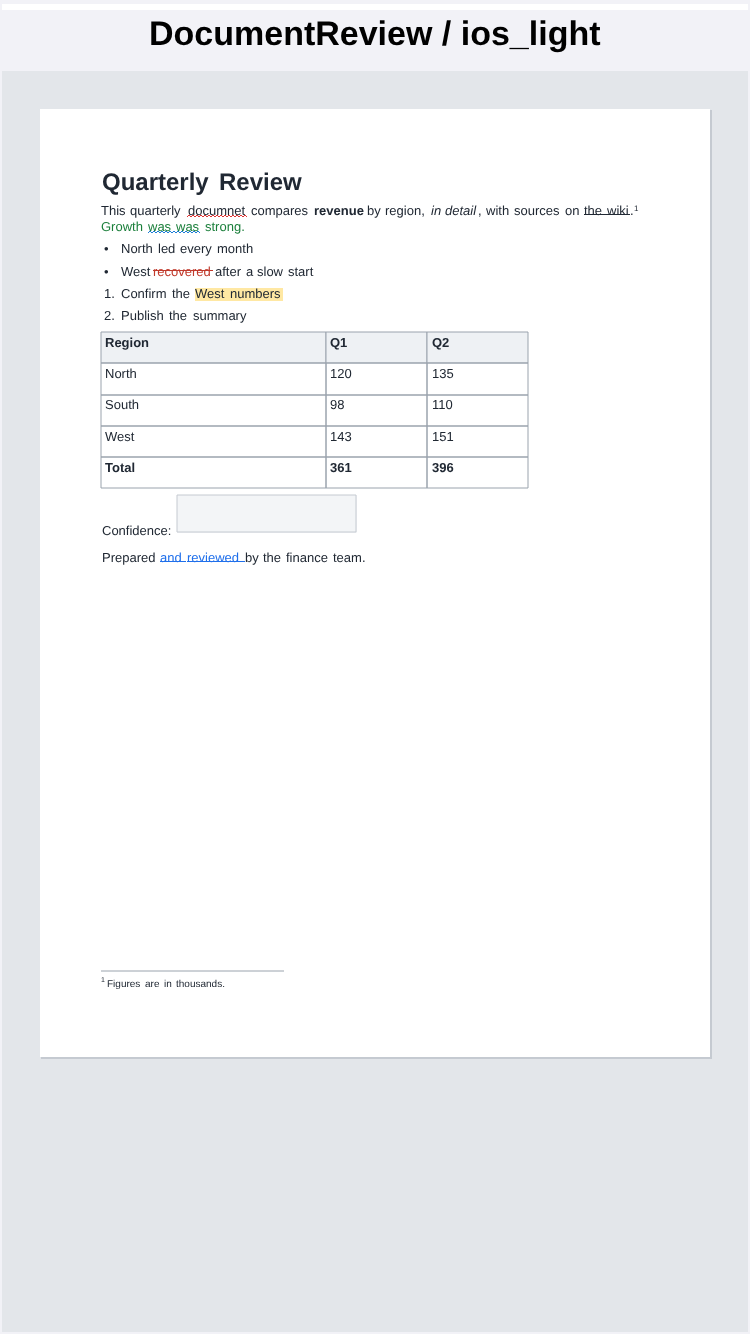 DocumentReview / ios_light
Quarterly Review
This quarterly documnet compares revenue by region, in detail, with sources on the wiki.¹
Growth was was strong.
• North led every month
• West recovered after a slow start
1. Confirm the West numbers
2. Publish the summary
Region Q1 Q2
North 120 135
South 98 110
West 143 151
Total 361 396
Confidence:
Prepared and reviewed by the finance team.
¹ Figures are in thousands.